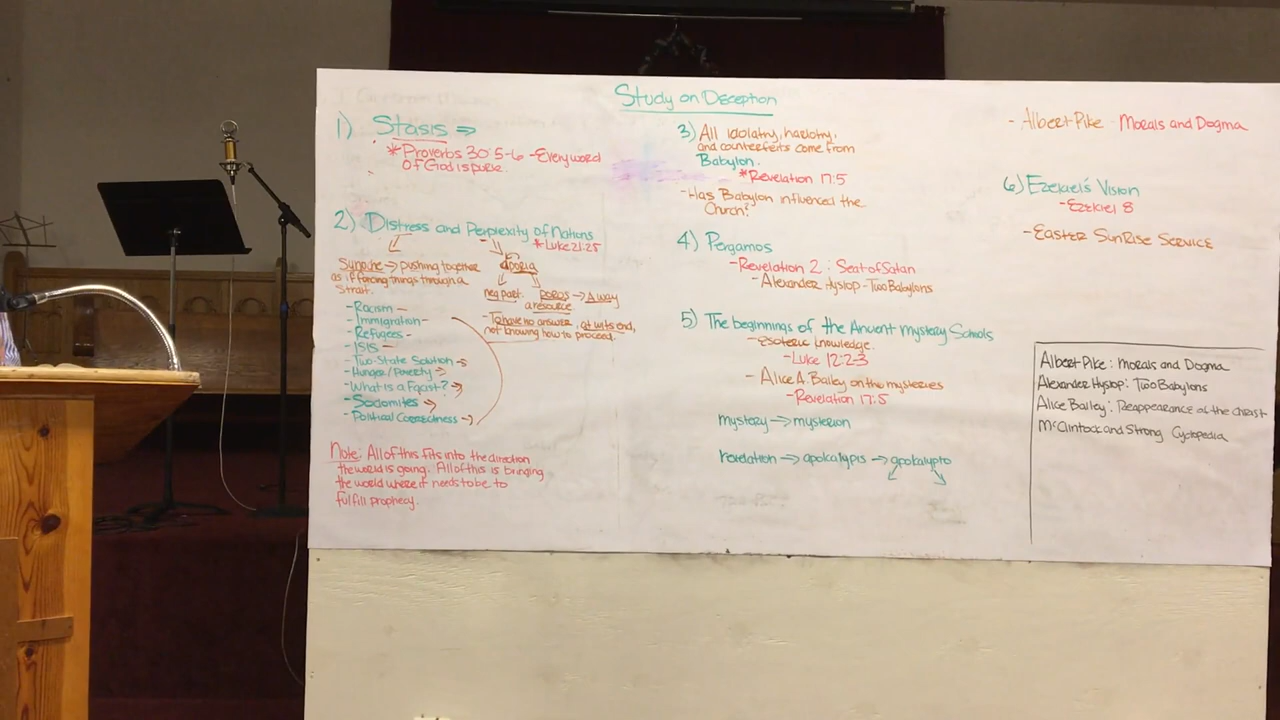 Study on Deception
1) Stasis ⇒
*Proverbs 30:5-6 -Every word
of God is pure.
2) Distress and Perplexity of Nations
*Luke 21:25
Synoche → pushing together
as if forcing things through a
strait.
aporia
neg part. poros → A way
a resource
-To have no answer, at wits end,
not knowing how to proceed.
-Racism -
-Immigration -
-Refugees -
-ISIS -
-Two-State Solution →
-Hunger/Poverty →
-What is a Fascist? →
-Sodomites →
-Political Correctness →
Note: All of this fits into the direction
the world is going. All of this is bringing
the world where it needs to be to
fulfill prophecy.
3) All idolatry, harlotry,
and counterfeits come from
Babylon.
*Revelation 17:5
-Has Babylon influenced the
Church?
4) Pergamos
-Revelation 2: Seat of Satan
-Alexander Hyslop - Two Babylons
5) The beginnings of the Ancient Mystery Schools
-Esoteric knowledge.
-Luke 12:2-3
-Alice A. Bailey on the mysteries
-Revelation 17:5
mystery → mysterion
revelation → apokalypis → apokalypto
- Albert Pike - Morals and Dogma
6) Ezekiel's Vision
-Ezekiel 8
-Easter SunRise Service
Albert Pike: Morals and Dogma
Alexander Hyslop: Two Babylons
Alice Bailey: Reappearance of the Christ
McClintock and Strong Cyclopedia